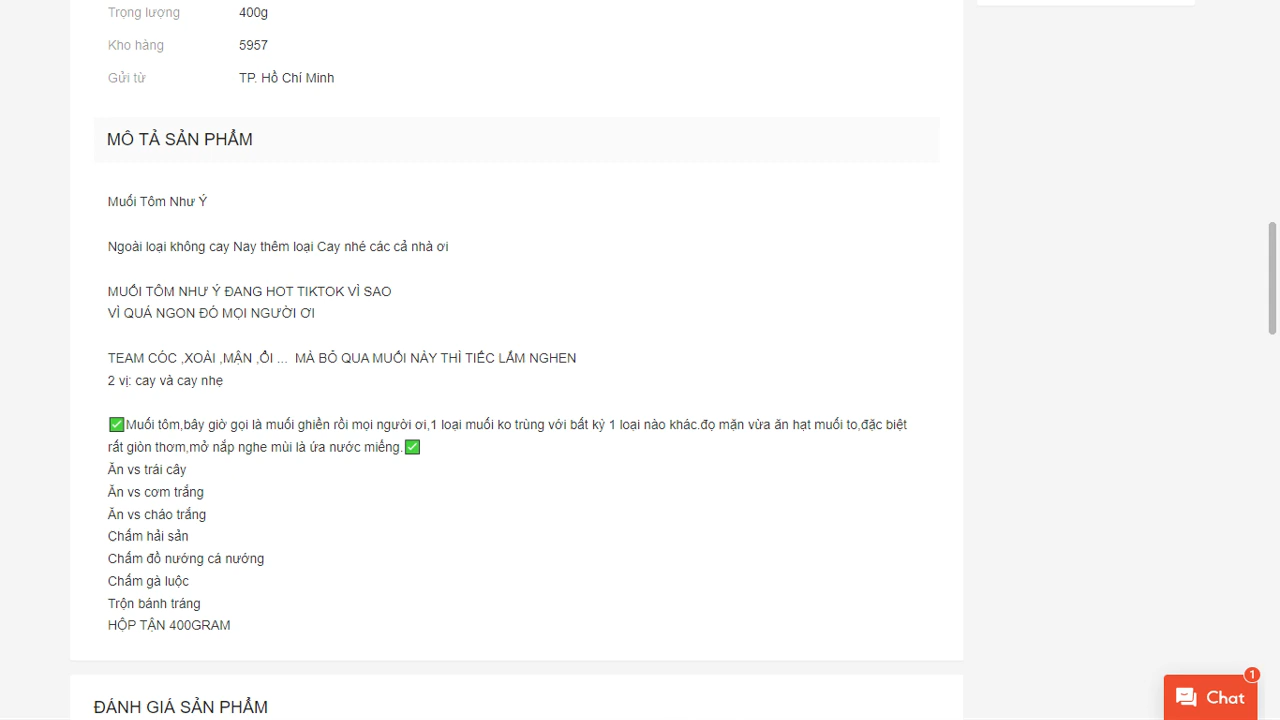 Trọng lượng 400g
Kho hàng 5957
Gửi từ TP. Hồ Chí Minh
MÔ TẢ SẢN PHẨM
Muối Tôm Như Ý
Ngoài loại không cay Nay thêm loại Cay nhé các cả nhà ơi
MUỐI TÔM NHƯ Ý ĐANG HOT TIKTOK VÌ SAO
VÌ QUÁ NGON ĐÓ MỌI NGƯỜI ƠI
TEAM CÓC ,XOÀI ,MẬN ,ỔI ... MÀ BỎ QUA MUỐI NÀY THÌ TIẾC LẮM NGHEN
2 vị: cay và cay nhẹ
✅Muối tôm,bây giờ gọi là muối ghiền rồi mọi người ơi,1 loại muối ko trùng với bất kỳ 1 loại nào khác.đọ mặn vừa ăn hạt muối to,đặc biệt
rất giòn thơm,mở nắp nghe mùi là ứa nước miếng.✅
Ăn vs trái cây
Ăn vs cơm trắng
Ăn vs cháo trắng
Chấm hải sản
Chấm đồ nướng cá nướng
Chấm gà luộc
Trộn bánh tráng
HỘP TẬN 400GRAM
ĐÁNH GIÁ SẢN PHẨM
1
Chat